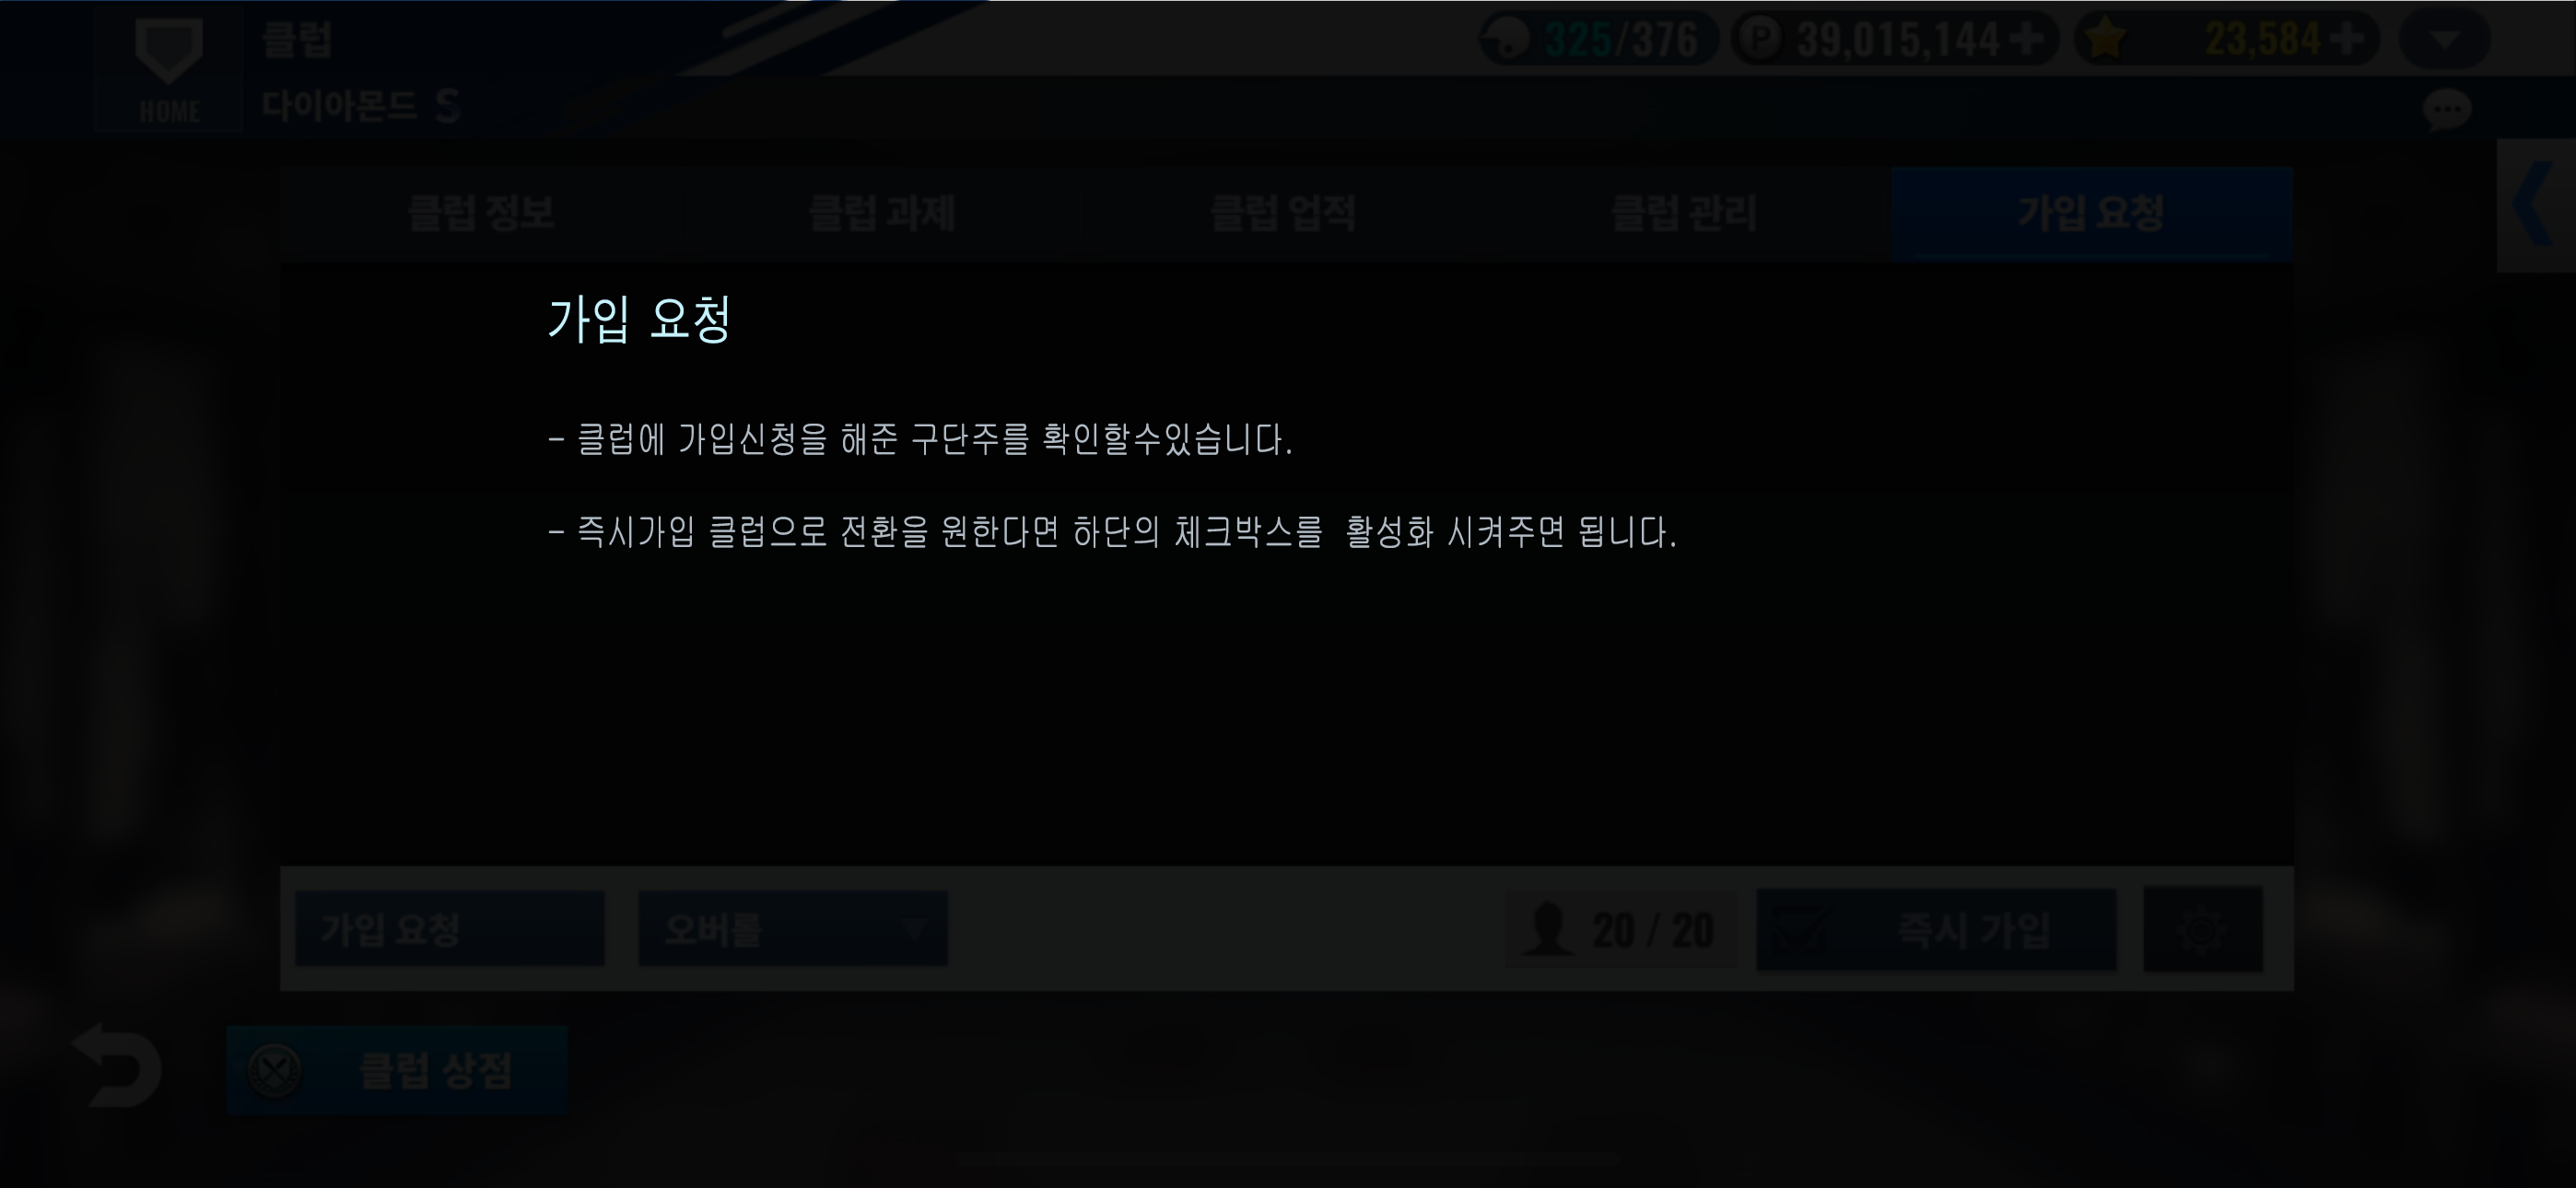 클럽
325/376
P 39,015,144
23,584
HOME
다이아몬드 S
클럽 정보
클럽 과제
클럽 업적
클럽 관리
가입 요청
가입 요청
- 클럽에 가입신청을 해준 구단주를 확인할수있습니다.
- 즉시가입 클럽으로 전환을 원한다면 하단의 체크박스를 활성화 시켜주면 됩니다.
가입 요청
오버롤
20 / 20
즉시 가입
클럽 상점